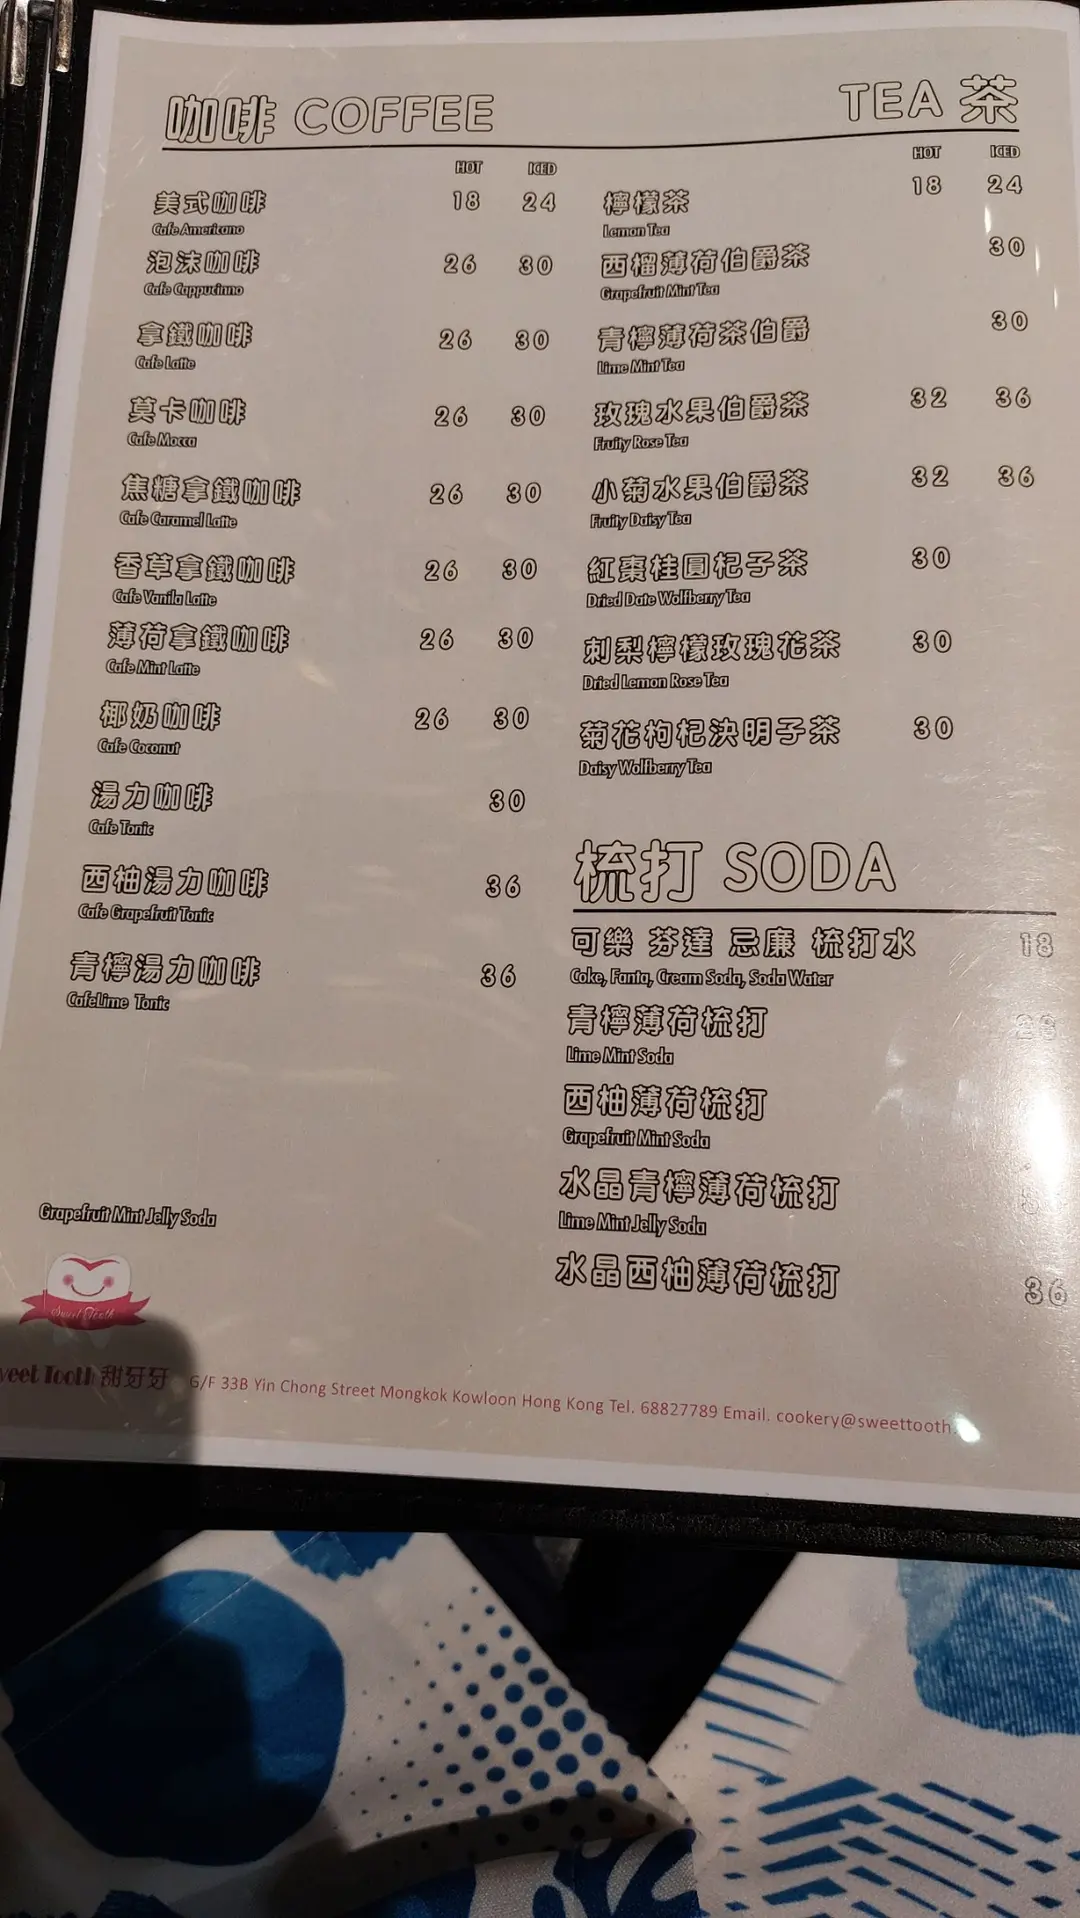 咖啡 COFFEE
HOT ICED
美式咖啡 18 24
Cafe Americano
泡沫咖啡 26 30
Cafe Cappucinno
拿鐵咖啡 26 30
Cafe Latte
莫卡咖啡 26 30
Cafe Mocca
焦糖拿鐵咖啡 26 30
Cafe Caramel Latte
香草拿鐵咖啡 26 30
Cafe Vanila Latte
薄荷拿鐵咖啡 26 30
Cafe Mint Latte
椰奶咖啡 26 30
Cafe Coconut
湯力咖啡 30
Cafe Tonic
西柚湯力咖啡 36
Cafe Grapefruit Tonic
青檸湯力咖啡 36
CafeLime Tonic
TEA 茶
HOT ICED
檸檬茶 18 24
Lemon Tea
西榴薄荷伯爵茶 30
Grapefruit Mint Tea
青檸薄荷茶伯爵 30
Lime Mint Tea
玫瑰水果伯爵茶 32 36
Fruity Rose Tea
小菊水果伯爵茶 32 36
Fruity Daisy Tea
紅棗桂圓杞子茶 30
Dried Date Wolfberry Tea
刺梨檸檬玫瑰花茶 30
Dried Lemon Rose Tea
菊花枸杞決明子茶 30
Daisy Wolfberry Tea
梳打 SODA
可樂 芬達 忌廉 梳打水 18
Coke, Fanta, Cream Soda, Soda Water
青檸薄荷梳打
Lime Mint Soda
西柚薄荷梳打
Grapefruit Mint Soda
水晶青檸薄荷梳打
Lime Mint Jelly Soda
水晶西柚薄荷梳打 36
Grapefruit Mint Jelly Soda
Sweet Tooth
weet Tooth 甜牙牙 G/F 33B Yin Chong Street Mongkok Kowloon Hong Kong Tel. 68827789 Email. cookery@sweettooth